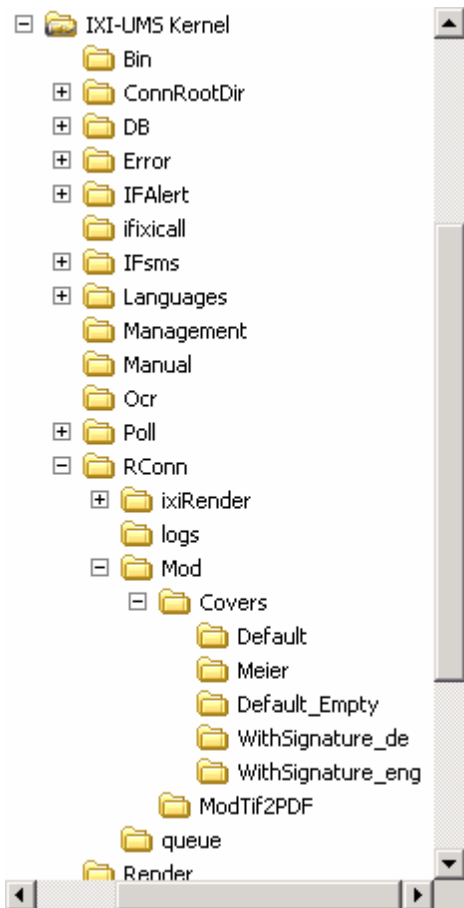 IXI-UMS Kernel
Bin
ConnRootDir
DB
Error
IFAlert
ifixicall
IFsms
Languages
Management
Manual
Ocr
Poll
RConn
ixiRender
logs
Mod
Covers
Default
Meier
Default_Empty
WithSignature_de
WithSignature_eng
ModTif2PDF
queue
Render